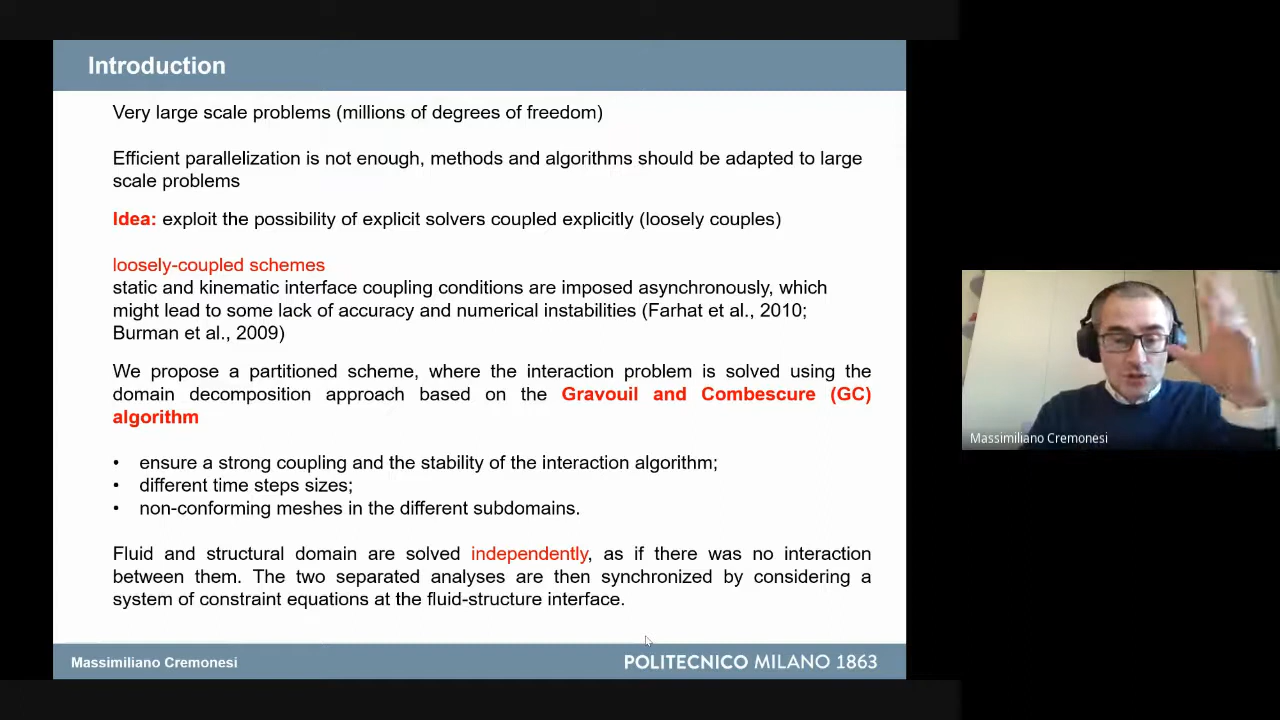 Introduction
Very large scale problems (millions of degrees of freedom)
Efficient parallelization is not enough, methods and algorithms should be adapted to large
scale problems
Idea: exploit the possibility of explicit solvers coupled explicitly (loosely couples)
loosely-coupled schemes
static and kinematic interface coupling conditions are imposed asynchronously, which
might lead to some lack of accuracy and numerical instabilities (Farhat et al., 2010;
Burman et al., 2009)
We propose a partitioned scheme, where the interaction problem is solved using the
domain decomposition approach based on the Gravouil and Combescure (GC)
algorithm
• ensure a strong coupling and the stability of the interaction algorithm;
• different time steps sizes;
• non-conforming meshes in the different subdomains.
Fluid and structural domain are solved independently, as if there was no interaction
between them. The two separated analyses are then synchronized by considering a
system of constraint equations at the fluid-structure interface.
Massimiliano Cremonesi
POLITECNICO MILANO 1863
Massimiliano Cremonesi